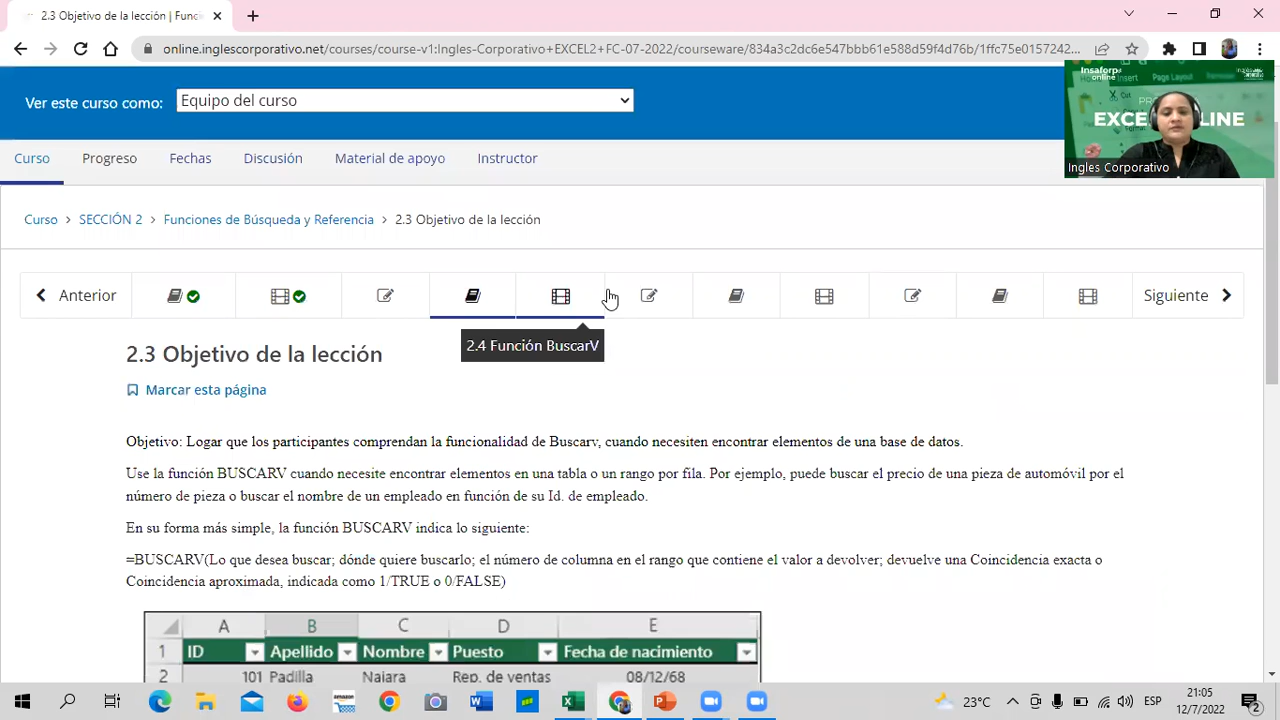 2.3 Objetivo de la lección | Func
online.inglescorporativo.net/courses/course-v1:Ingles-Corporativo+EXCEL2+FC-07-2022/courseware/834a3c2dc6e547bbb61e588d59f4d76b/1ffc75e0157242...
Ver este curso como:
Equipo del curso
Insaforp
online
Insert
Page Layout
Cut
EXCE LINE
Ingles Corporativo
Curso
Progreso
Fechas
Discusión
Material de apoyo
Instructor
Curso > SECCIÓN 2 > Funciones de Búsqueda y Referencia > 2.3 Objetivo de la lección
Anterior
Siguiente
2.4 Función BuscarV
2.3 Objetivo de la lección
Marcar esta página
Objetivo: Logar que los participantes comprendan la funcionalidad de Buscarv, cuando necesiten encontrar elementos de una base de datos.
Use la función BUSCARV cuando necesite encontrar elementos en una tabla o un rango por fila. Por ejemplo, puede buscar el precio de una pieza de automóvil por el
número de pieza o buscar el nombre de un empleado en función de su Id. de empleado.
En su forma más simple, la función BUSCARV indica lo siguiente:
=BUSCARV(Lo que desea buscar; dónde quiere buscarlo; el número de columna en el rango que contiene el valor a devolver; devuelve una Coincidencia exacta o
Coincidencia aproximada, indicada como 1/TRUE o 0/FALSE)
A B C D E
1 ID Apellido Nombre Puesto Fecha de nacimiento
2 101 Padilla Naiara Rep. de ventas 08/12/68
23°C
ESP
21:05
12/7/2022
2